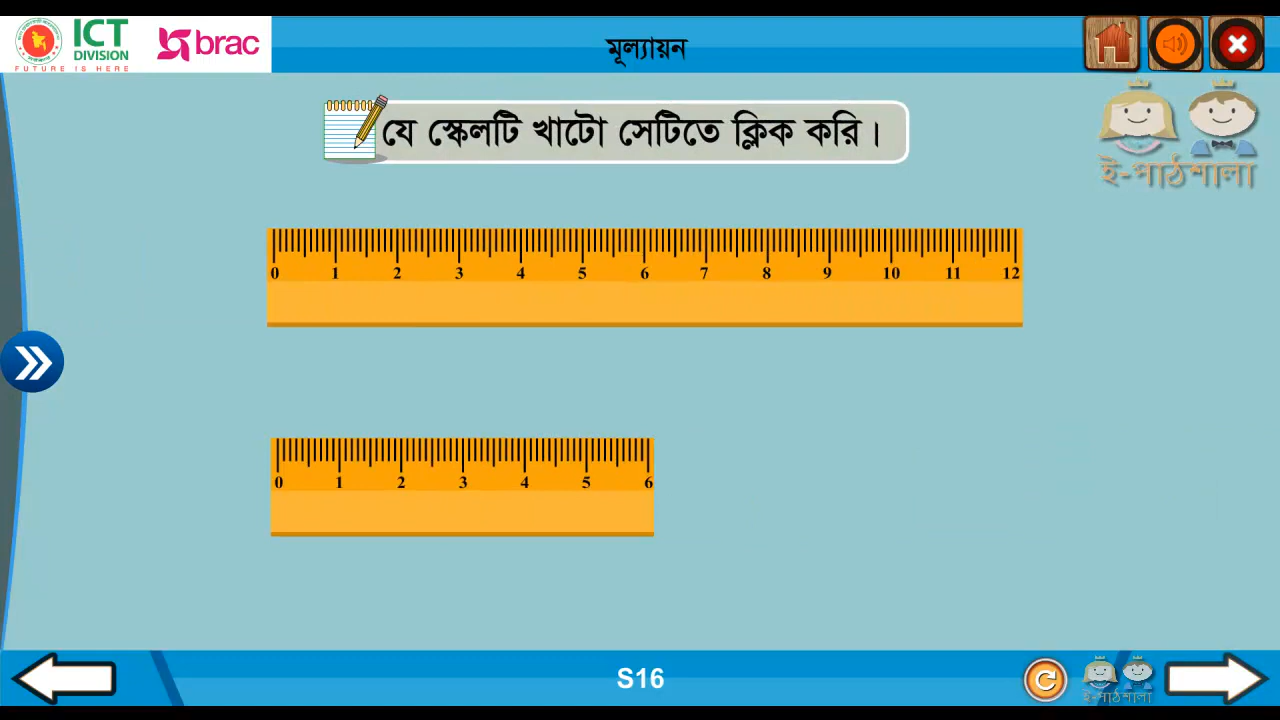 ICT
DIVISION
FUTURE IS HERE
brac
মূল্যায়ন
যে স্কেলটি খাটো সেটিতে ক্লিক করি।
ই-পাঠশালা
0 1 2 3 4 5 6 7 8 9 10 11 12
0 1 2 3 4 5 6
S16
ই-পাঠশালা